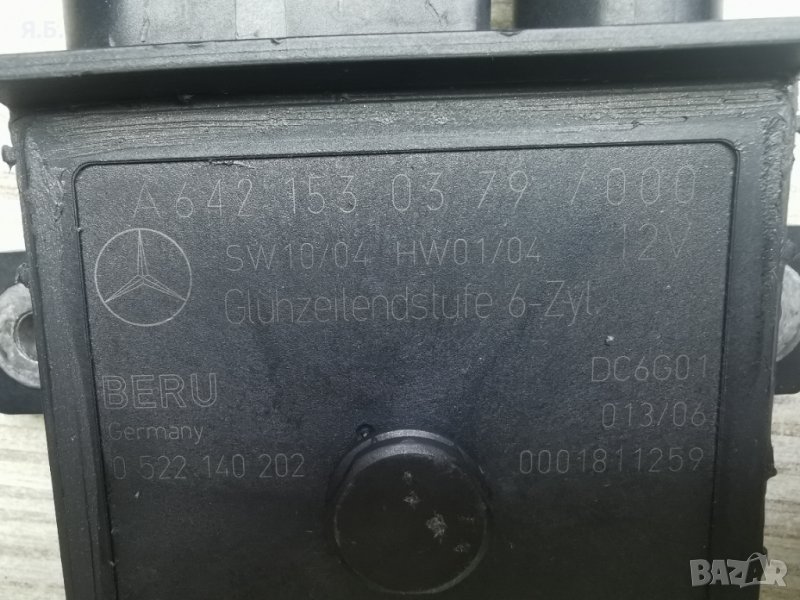 Я.Б.
A 642 153 03 79 /000
SW10/04 HW01/04 12V
Glühzeitendstufe 6-Zyl.
BERU DC6G01
Germany 013/06
0 522 140 202 0001811259
BAZAR